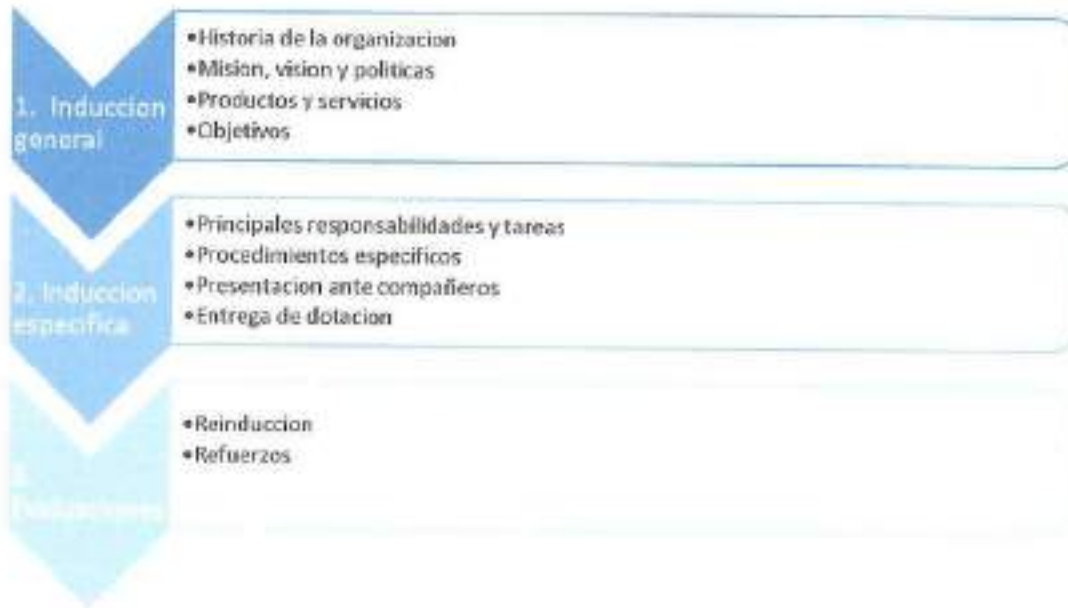 1. Induccion
general
•Historia de la organizacion
•Mision, vision y politicas
•Productos y servicios
•Objetivos
2. Induccion
especifica
•Principales responsabilidades y tareas
•Procedimientos especificos
•Presentacion ante compañeros
•Entrega de dotacion
3.
•Reinduccion
•Refuerzos